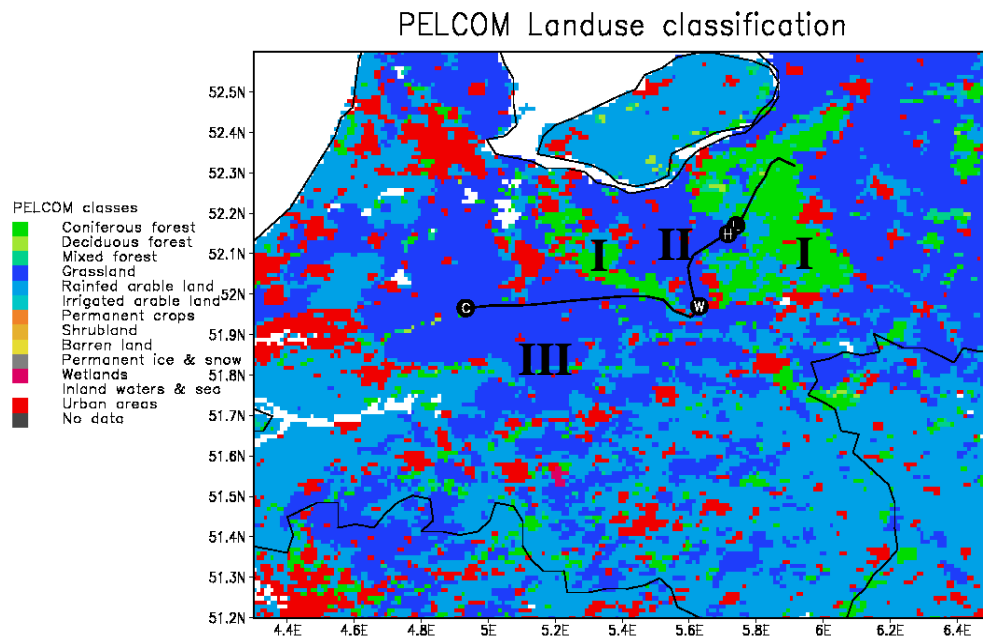 PELCOM Landuse classification
52.5N
52.4N
52.3N
52.2N
52.1N
52N
51.9N
51.8N
51.7N
51.6N
51.5N
51.4N
51.3N
51.2N
4.4E 4.6E 4.8E 5E 5.2E 5.4E 5.6E 5.8E 6E 6.2E 6.4E
PELCOM classes
Coniferous forest
Deciduous forest
Mixed forest
Grassland
Rainfed arable land
Irrigated arable land
Permanent crops
Shrubland
Barren land
Permanent ice & snow
Wetlands
Inland waters & sea
Urban areas
No data
I II I
L
H
C W
III